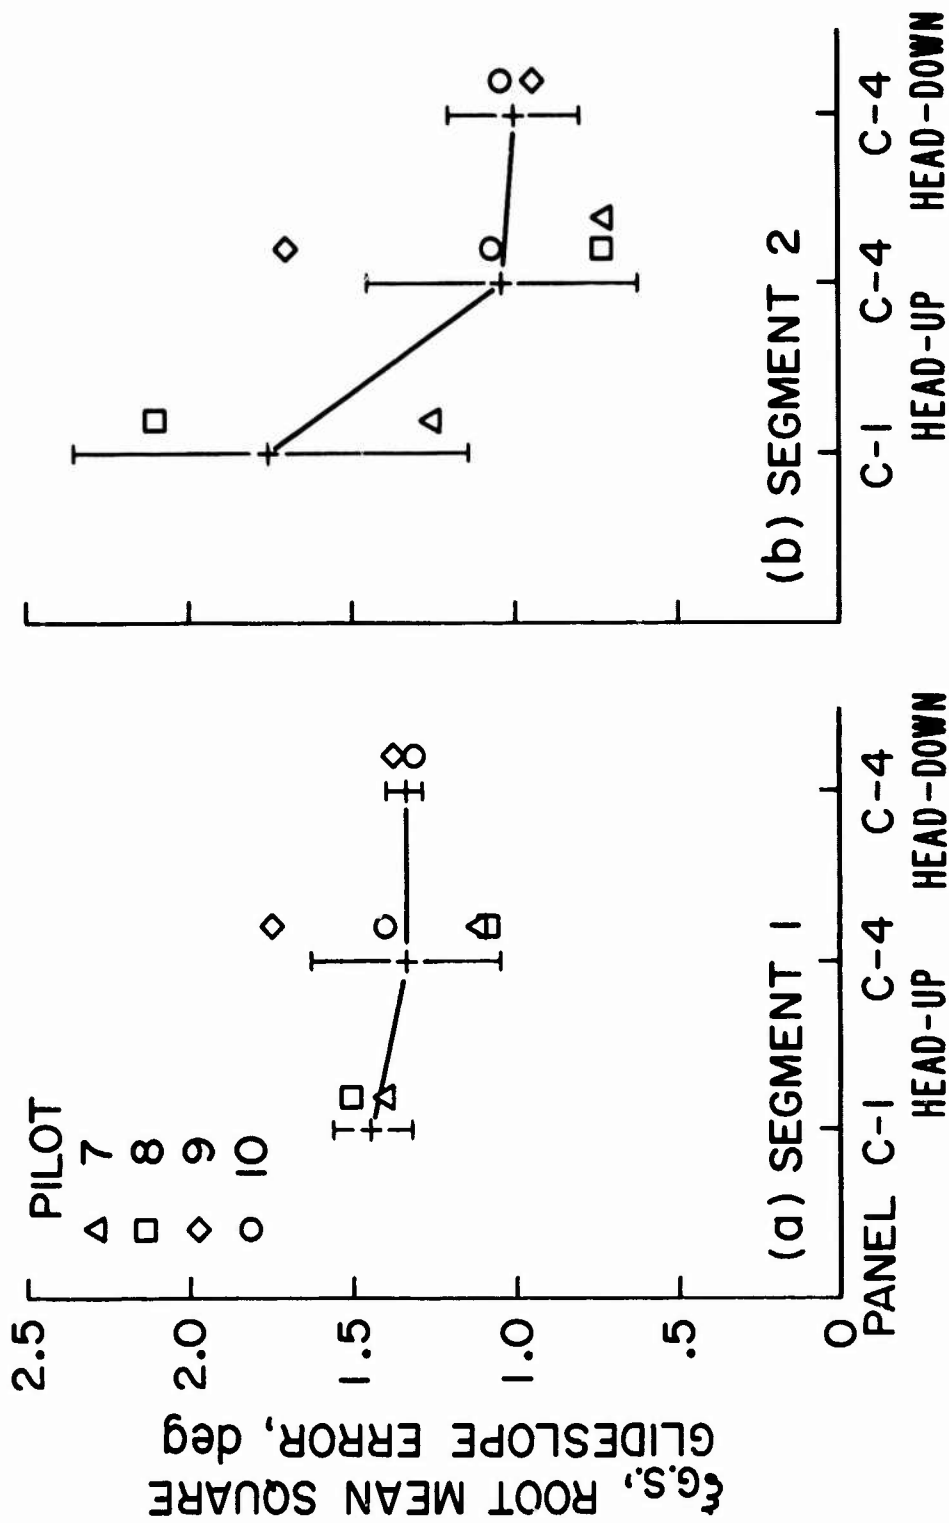 ξG.S., ROOT MEAN SQUARE
GLIDESLOPE ERROR, deg
2.5
2.0
1.5
1.0
.5
0
PILOT
7
8
9
10
(a) SEGMENT 1
PANEL C-1 C-4 C-4
HEAD-UP HEAD-DOWN
(b) SEGMENT 2
C-1 C-4 C-4
HEAD-UP HEAD-DOWN